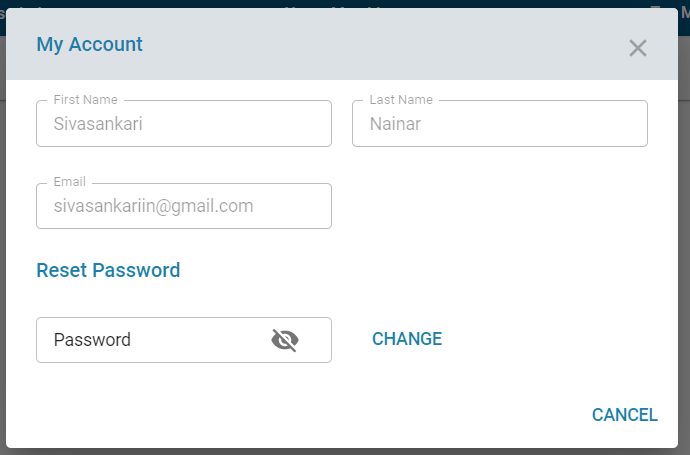 My Account
First Name
Last Name
Sivasankari
Nainar
Email
sivasankariin@gmail.com
Reset Password
Password
CHANGE
CANCEL